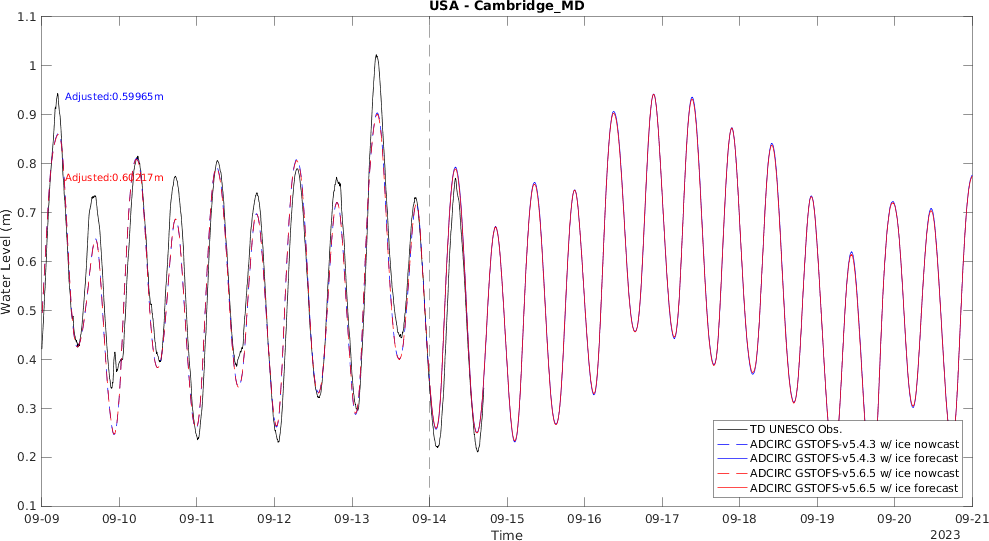 USA - Cambridge_MD
1.1
1
0.9
0.8
0.7
0.6
0.5
0.4
0.3
0.2
0.1
Water Level (m)
Adjusted:0.59965m
Adjusted:0.60217m
TD UNESCO Obs.
ADCIRC GSTOFS-v5.4.3 w/ ice nowcast
ADCIRC GSTOFS-v5.4.3 w/ ice forecast
ADCIRC GSTOFS-v5.6.5 w/ ice nowcast
ADCIRC GSTOFS-v5.6.5 w/ ice forecast
09-09 09-10 09-11 09-12 09-13 09-14 09-15 09-16 09-17 09-18 09-19 09-20 09-21
Time
2023